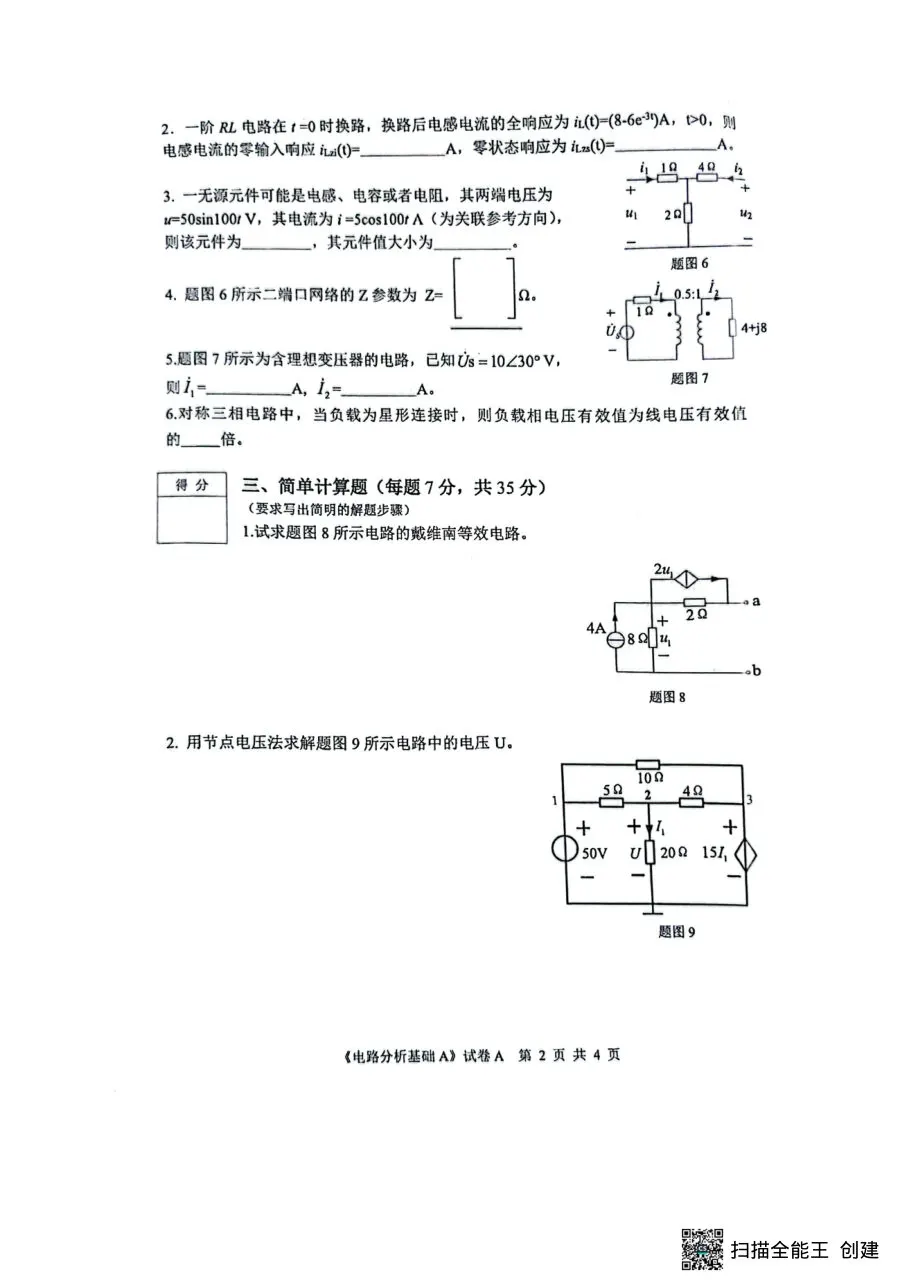 2. 一阶 RL 电路在 t =0 时换路，换路后电感电流的全响应为 iL(t)=(8-6e-3t)A，t>0，则
电感电流的零输入响应 iLzi(t)=____________A，零状态响应为 iLzs(t)=______________A。
3. 一无源元件可能是电感、电容或者电阻，其两端电压为
u=50sin100t V，其电流为 i =5cos100t A（为关联参考方向），
则该元件为__________，其元件值大小为___________。
i1 1Ω 4Ω i2
+ +
u1 2Ω u2
− −
题图 6
4. 题图 6 所示二端口网络的 Z 参数为 Z= [ ] Ω。
İ1 0.5:1 İ2
1Ω
+
U̇s
−
4+j8
题图 7
5.题图 7 所示为含理想变压器的电路，已知U̇s = 10∠30° V，
则 İ1 =____________A，İ2 =___________A。
6.对称三相电路中，当负载为星形连接时，则负载相电压有效值为线电压有效值
的_____倍。
得 分
三、简单计算题（每题 7 分，共 35 分）
（要求写出简明的解题步骤）
1.试求题图 8 所示电路的戴维南等效电路。
2u1
a
2Ω
4A
+
8Ω u1
−
b
题图 8
2. 用节点电压法求解题图 9 所示电路中的电压 U。
10Ω
1 5Ω 2 4Ω 3
+ + I1 +
50V U 20Ω 15I1
− − −
题图 9
《电路分析基础 A》试卷 A 第 2 页 共 4 页
扫描全能王 创建